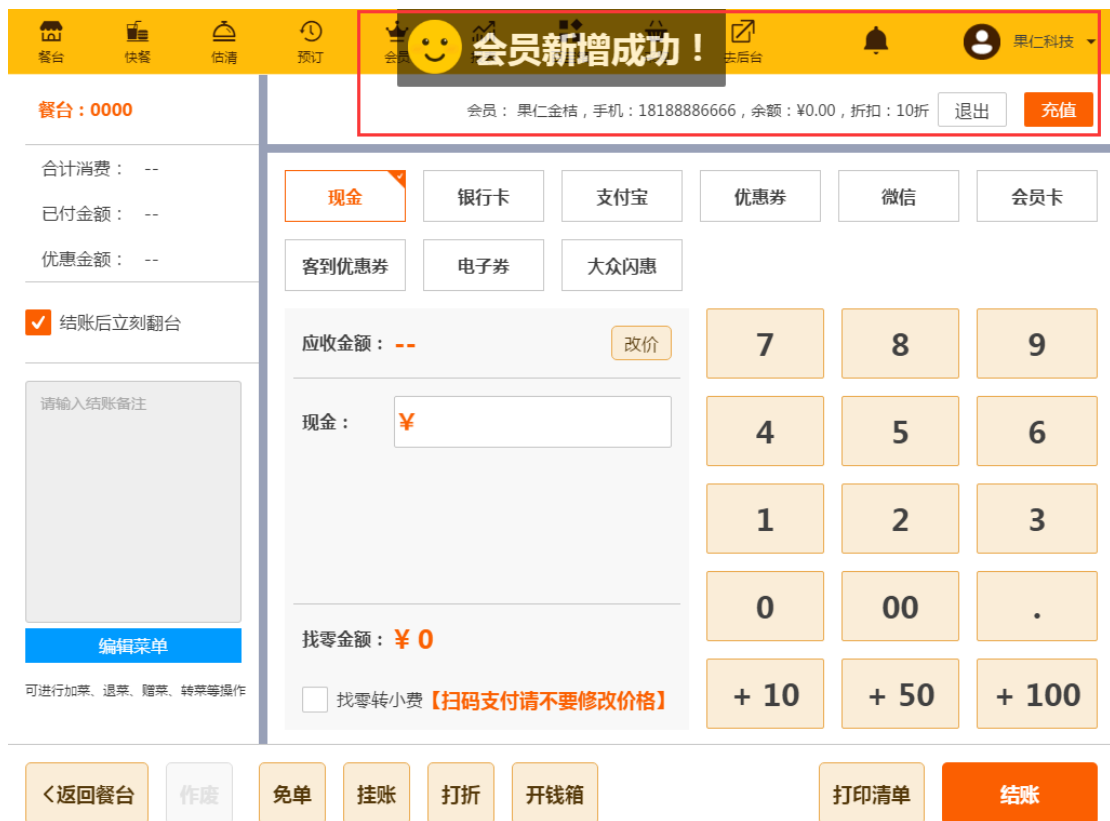 餐台
快餐
估清
预订
会员新增成功！
去后台
果仁科技
餐台：0000
会员： 果仁金桔，手机：18188886666，余额：¥0.00，折扣：10折
退出
充值
合计消费： --
已付金额： --
优惠金额： --
结账后立刻翻台
请输入结账备注
编辑菜单
可进行加菜、退菜、赠菜、转菜等操作
现金
银行卡
支付宝
优惠券
微信
会员卡
客到优惠券
电子券
大众闪惠
应收金额： --
改价
现金： ¥
找零金额： ¥ 0
找零转小费【扫码支付请不要修改价格】
7
8
9
4
5
6
1
2
3
0
00
.
+ 10
+ 50
+ 100
<返回餐台
作废
免单
挂账
打折
开钱箱
打印清单
结账